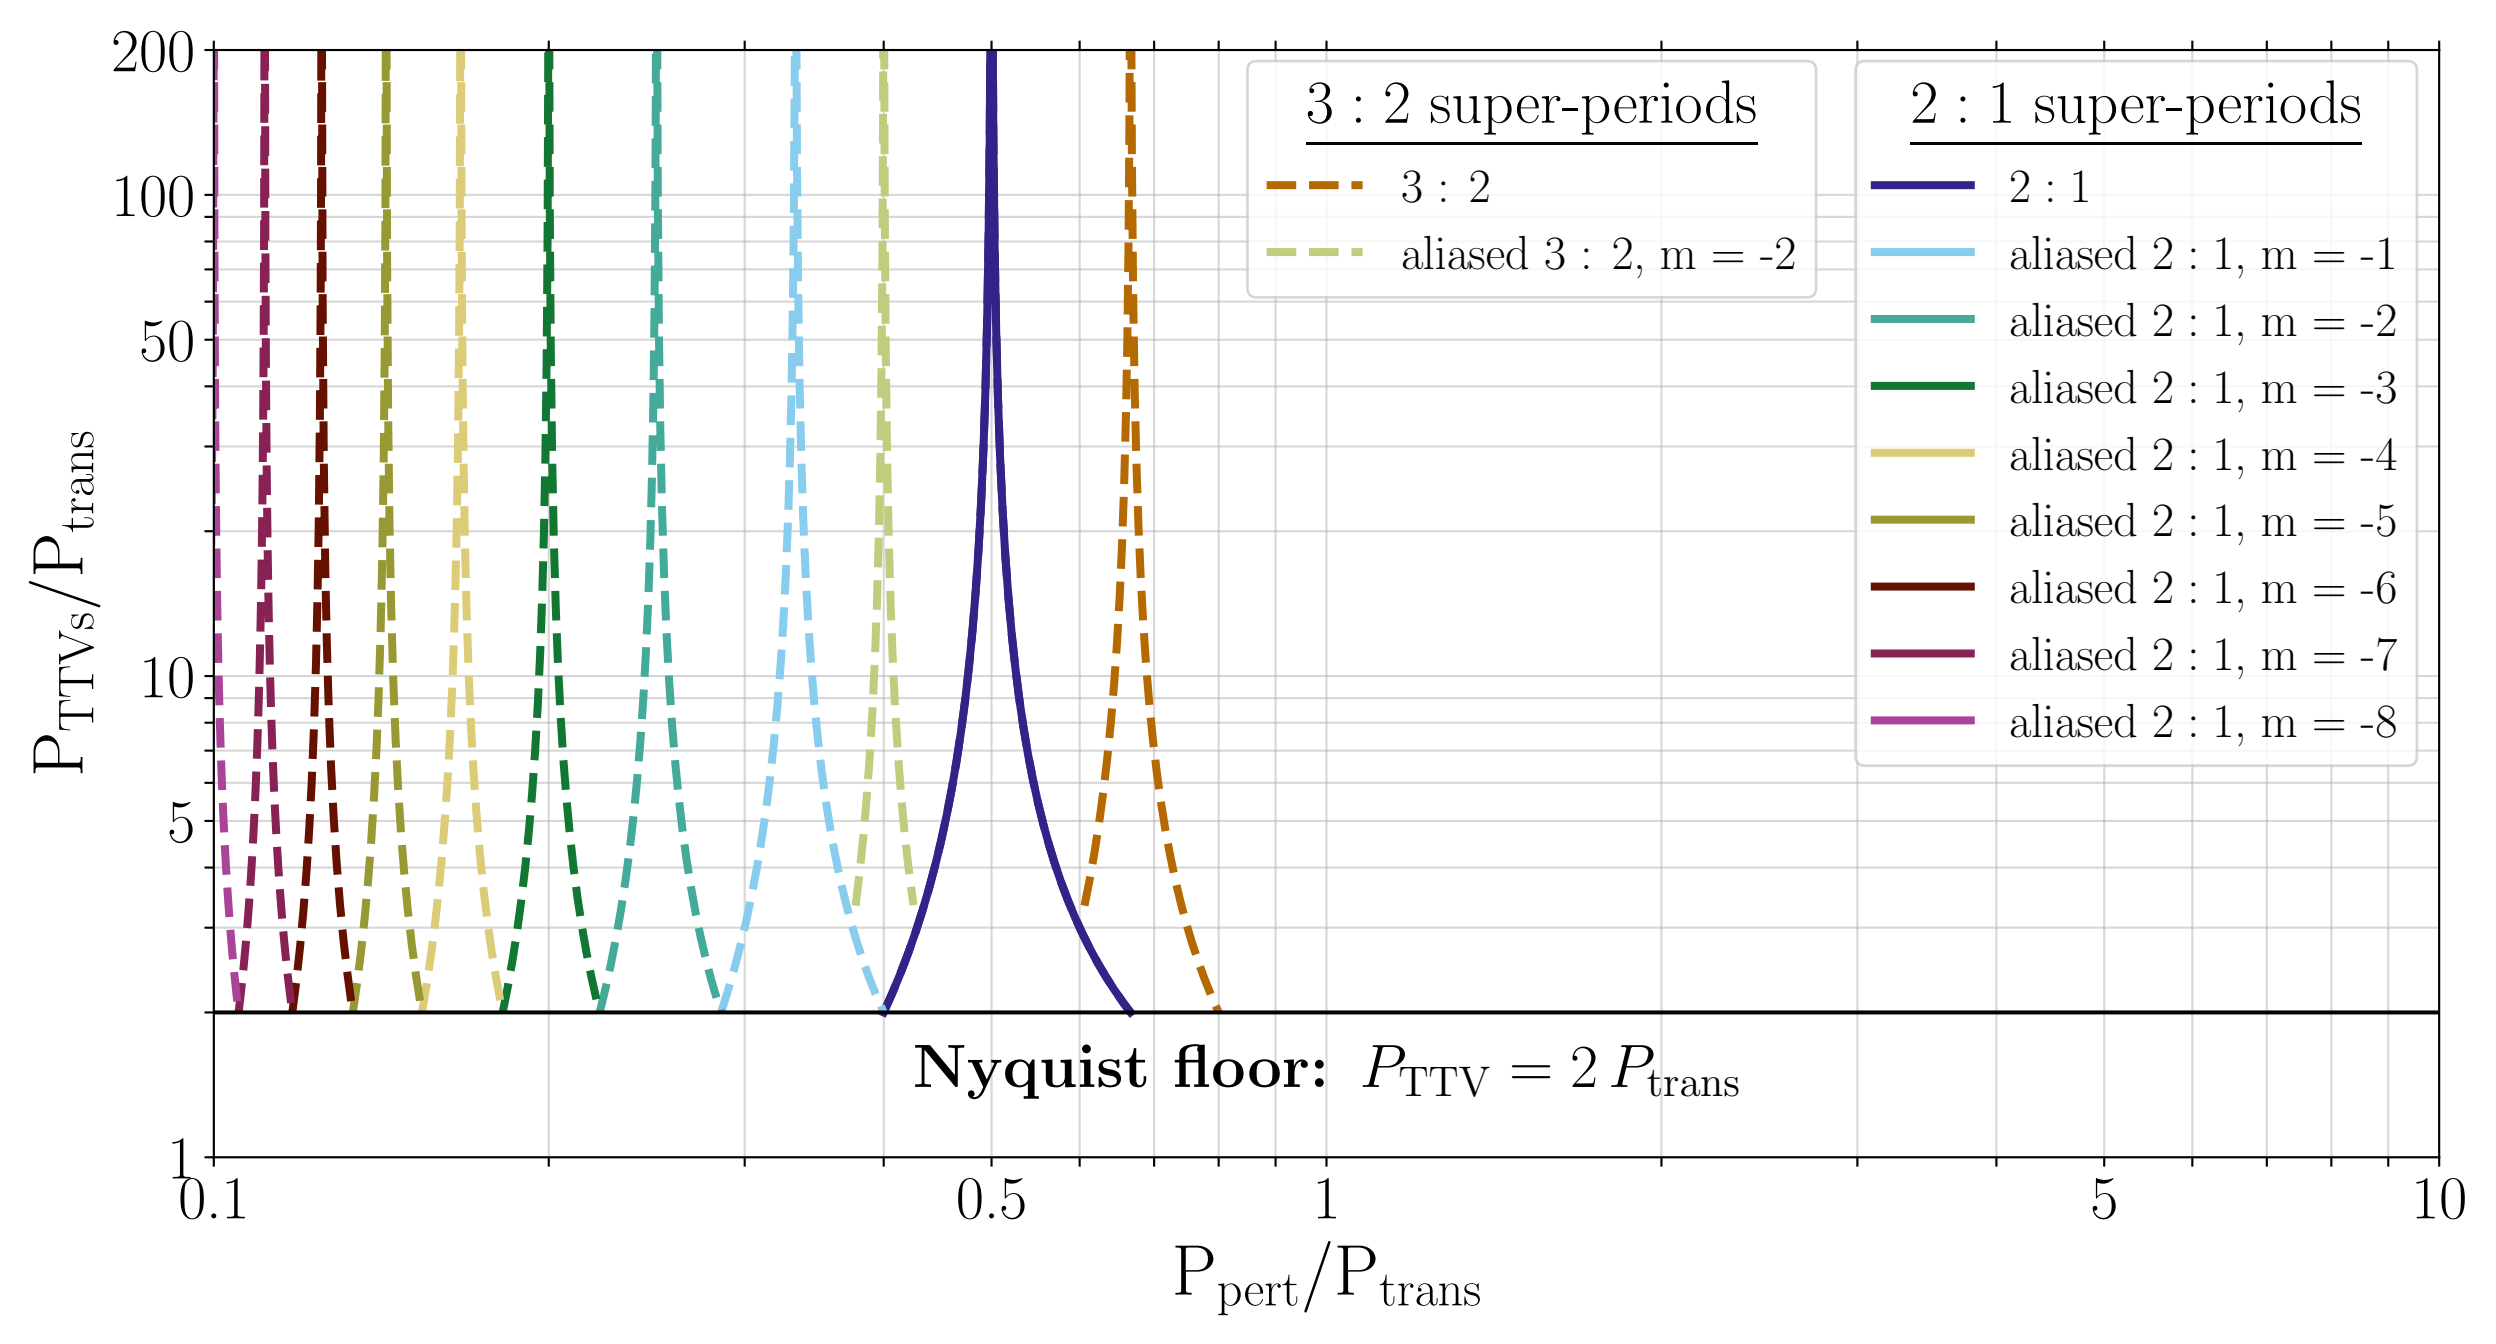 200
100
50
10
5
1
P_TTVs/P_trans
3 : 2 super-periods
3 : 2
aliased 3 : 2, m = -2
2 : 1 super-periods
2 : 1
aliased 2 : 1, m = -1
aliased 2 : 1, m = -2
aliased 2 : 1, m = -3
aliased 2 : 1, m = -4
aliased 2 : 1, m = -5
aliased 2 : 1, m = -6
aliased 2 : 1, m = -7
aliased 2 : 1, m = -8
Nyquist floor: P_TTV = 2 P_trans
0.1
0.5
1
5
10
P_pert/P_trans